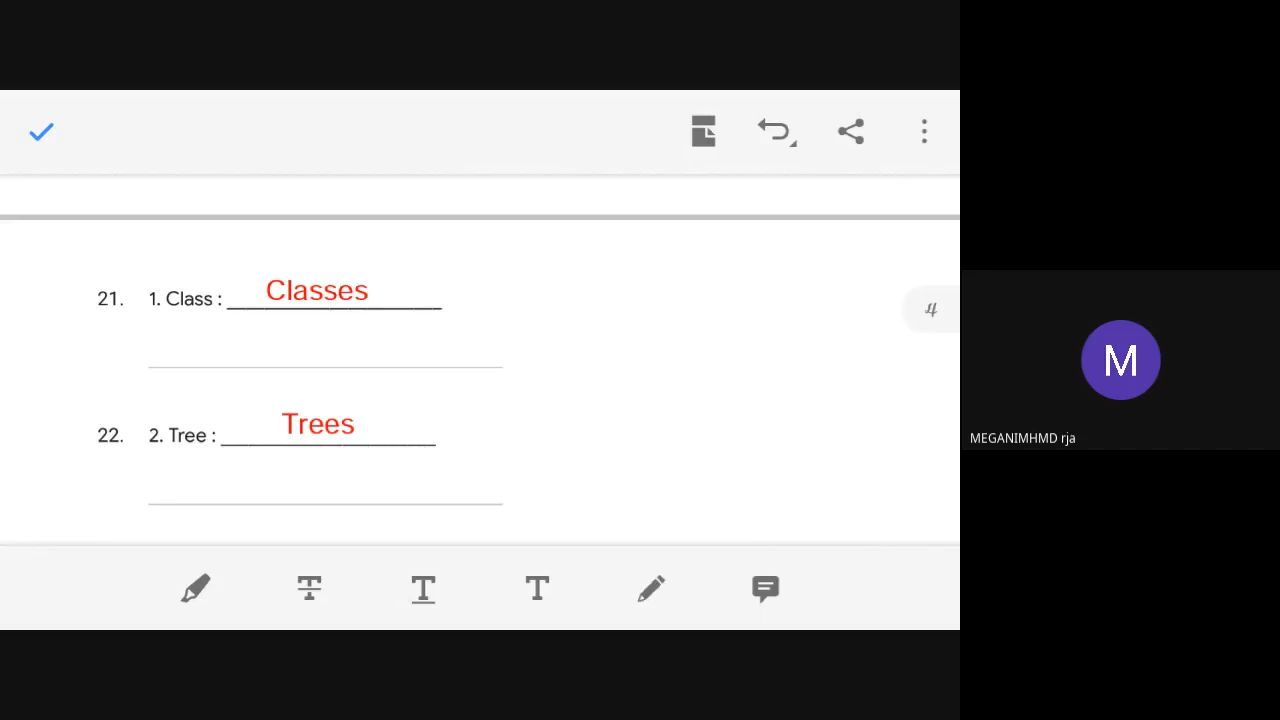 21. 1. Class : Classes
4
22. 2. Tree : Trees
T T T
M
MEGANIMHMD rja